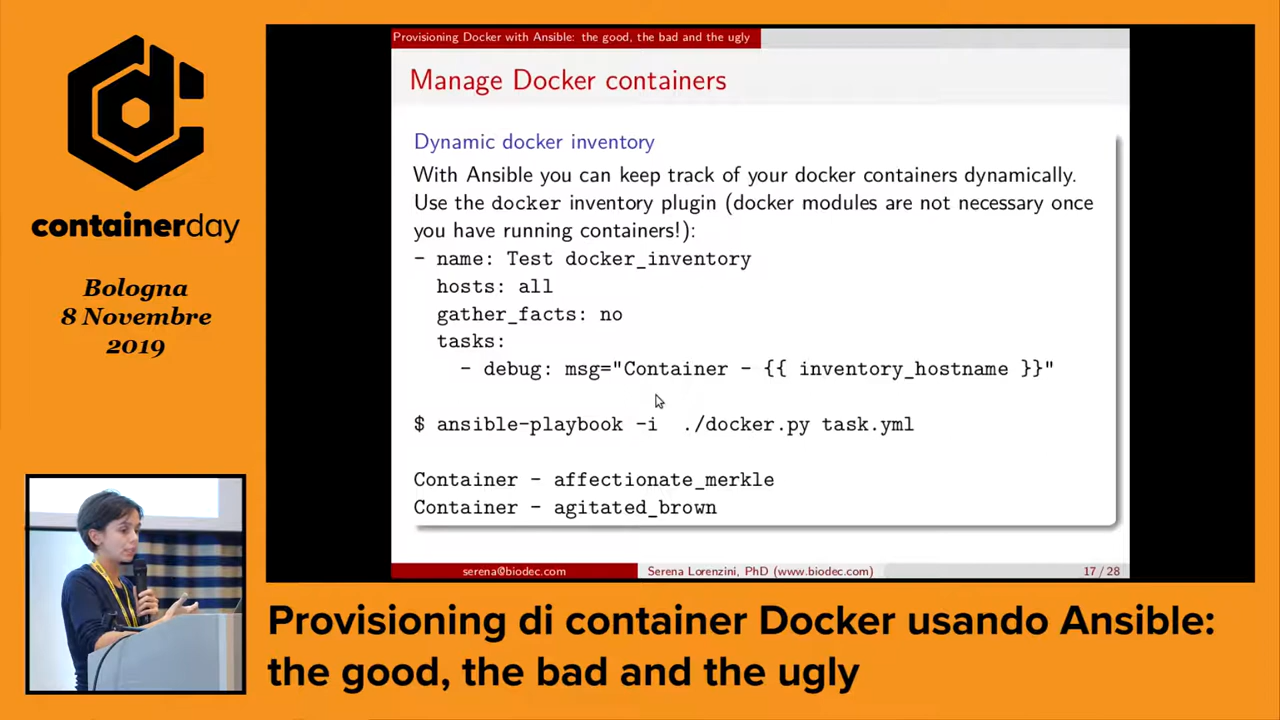 containerday
Bologna
8 Novembre
2019
Provisioning Docker with Ansible: the good, the bad and the ugly
Manage Docker containers
Dynamic docker inventory
With Ansible you can keep track of your docker containers dynamically.
Use the docker inventory plugin (docker modules are not necessary once
you have running containers!):
- name: Test docker_inventory
hosts: all
gather_facts: no
tasks:
- debug: msg="Container - {{ inventory_hostname }}"
$ ansible-playbook -i ./docker.py task.yml
Container - affectionate_merkle
Container - agitated_brown
serena@biodec.com Serena Lorenzini, PhD (www.biodec.com) 17 / 28
Provisioning di container Docker usando Ansible:
the good, the bad and the ugly